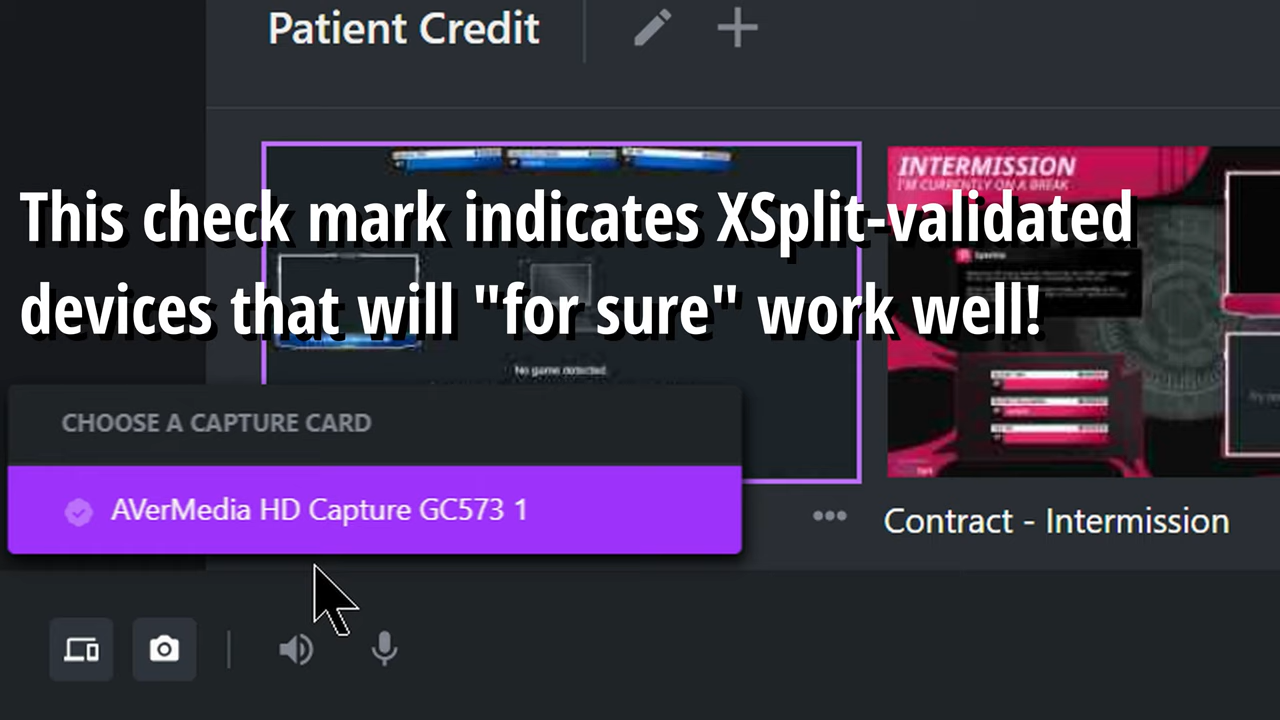 Patient Credit
INTERMISSION
I'M CURRENTLY ON A BREAK
This check mark indicates XSplit-validated
devices that will "for sure" work well!
No game detected
CHOOSE A CAPTURE CARD
AVerMedia HD Capture GC573 1
Contract - Intermission